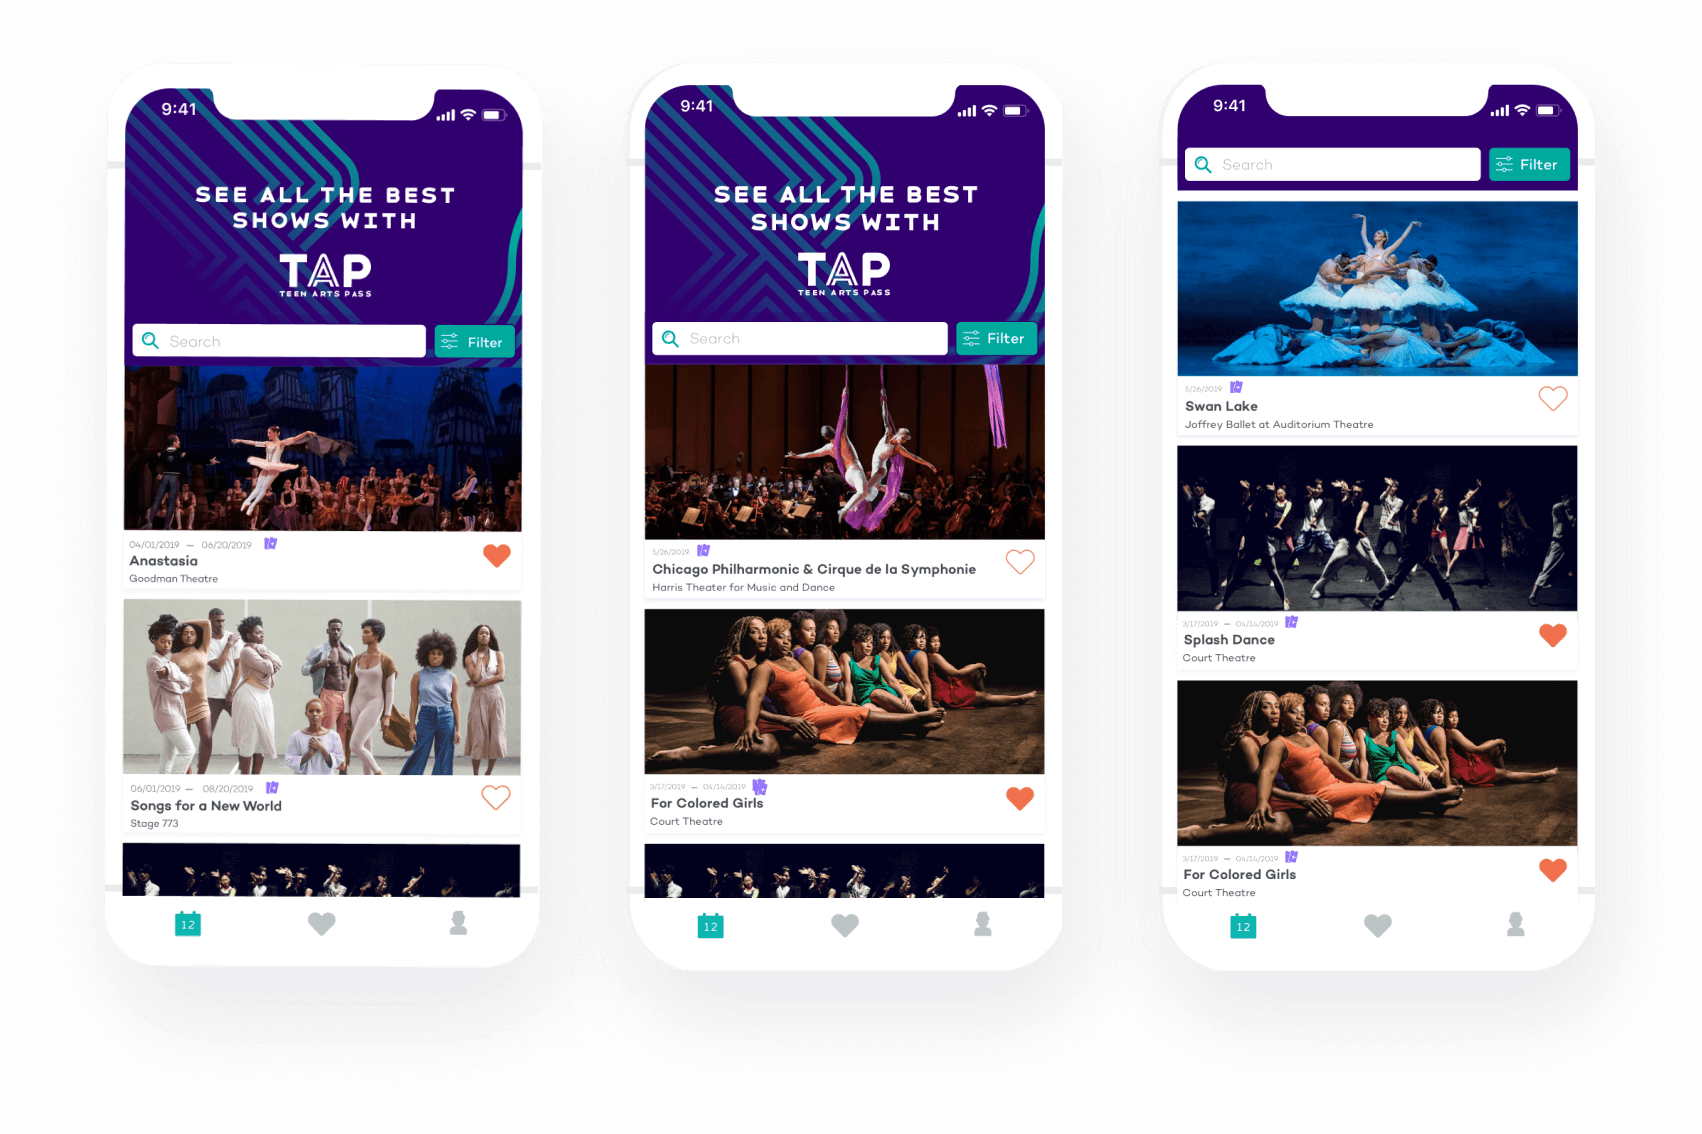 9:41
SEE ALL THE BEST
SHOWS WITH
TAP
TEEN ARTS PASS
Search
Filter
04/01/2019 — 06/20/2019
Anastasia
Goodman Theatre
06/01/2019 — 08/20/2019
Songs for a New World
Stage 773
12
9:41
SEE ALL THE BEST
SHOWS WITH
TAP
TEEN ARTS PASS
Search
Filter
5/26/2019
Chicago Philharmonic & Cirque de la Symphonie
Harris Theater for Music and Dance
3/17/2019 — 04/14/2019
For Colored Girls
Court Theatre
12
9:41
Search
Filter
5/26/2019
Swan Lake
Joffrey Ballet at Auditorium Theatre
3/17/2019 — 04/14/2019
Splash Dance
Court Theatre
3/17/2019 — 04/14/2019
For Colored Girls
Court Theatre
12